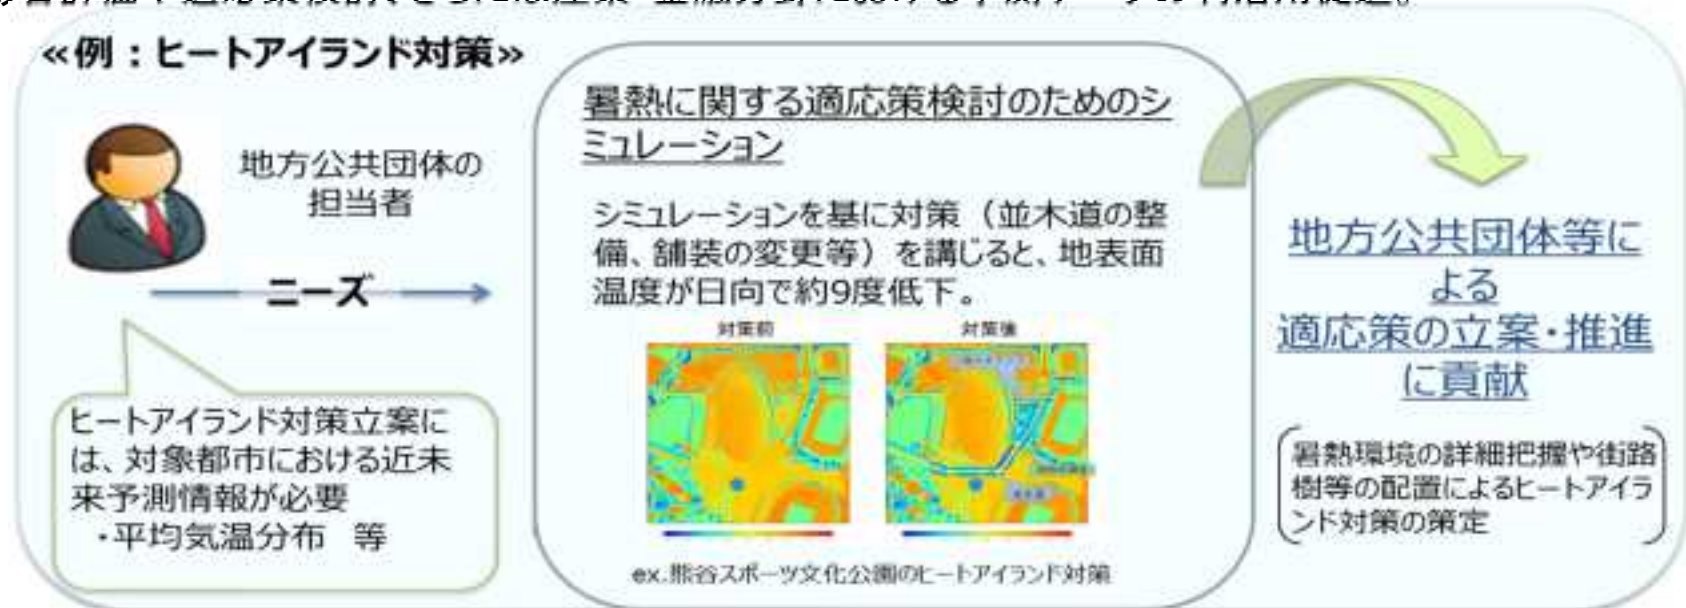 ≪例：ヒートアイランド対策≫
地方公共団体の
担当者
ニーズ
ヒートアイランド対策立案に
は、対象都市における近未
来予測情報が必要
・平均気温分布　等
暑熱に関する適応策検討のためのシ
ミュレーション
シミュレーションを基に対策（並木道の整
備、舗装の変更等）を講じると、地表面
温度が日向で約9度低下。
対策前
対策後
ex.熊谷スポーツ文化公園のヒートアイランド対策
地方公共団体等に
よる
適応策の立案・推進
に貢献
暑熱環境の詳細把握や街路
樹等の配置によるヒートアイラ
ンド対策の策定